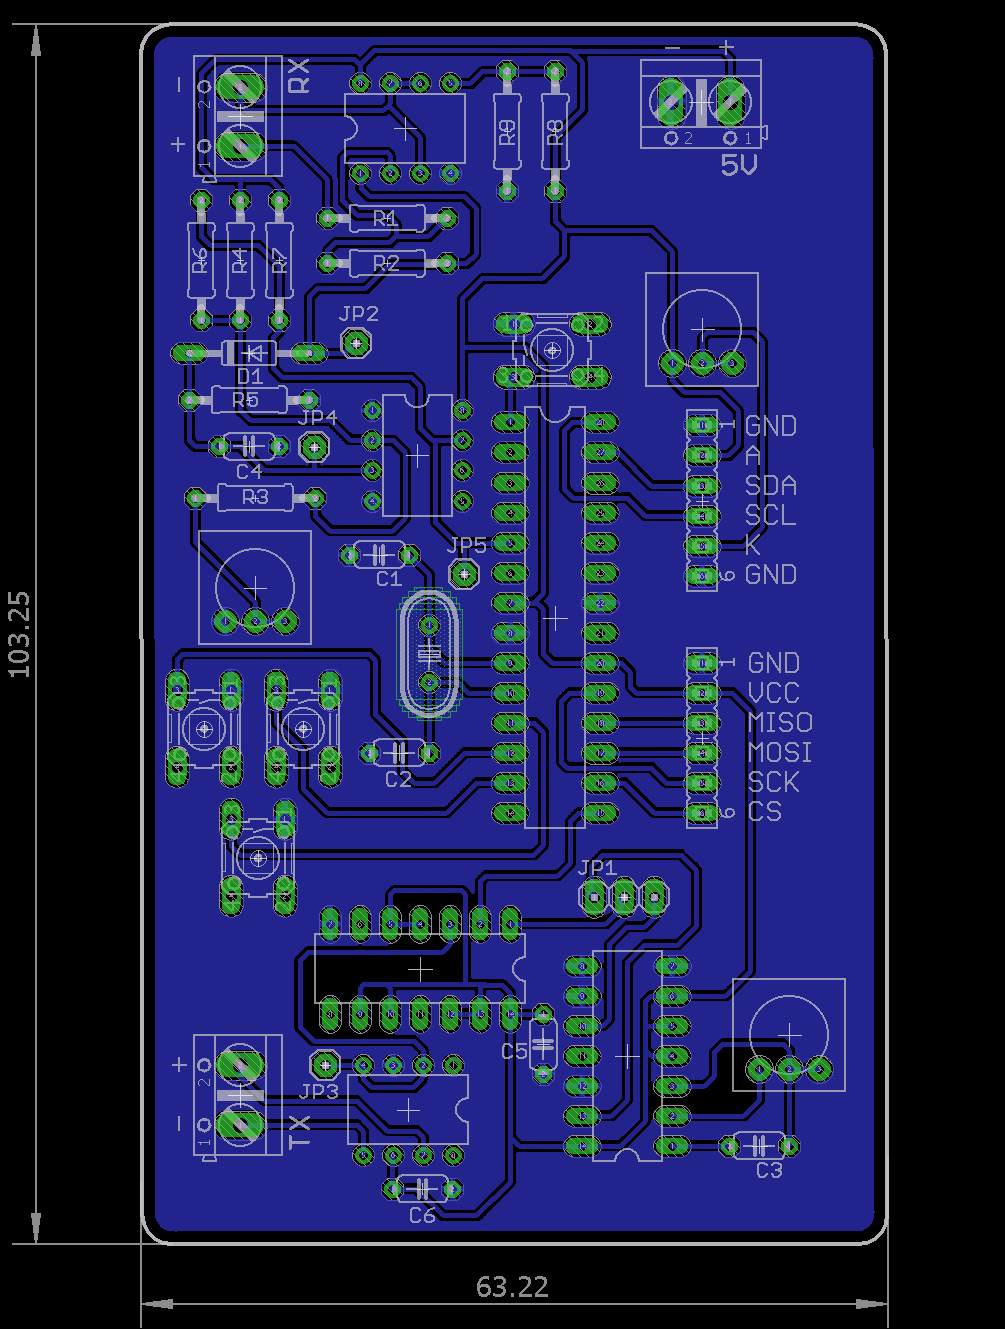 RX
− +
− 2
+ 1
2 1
5V
R9
R8
R1
R6
R4
R7
R2
JP2
D1
R5
JP4
C4
R3
1 GND
A
SDA
SCL
K
6 GND
JP5
C1
103.25
1 GND
VCC
MISO
MOSI
SCK
6 CS
C2
JP1
C5
+ 2
− 1
TX
JP3
C3
C6
63.22